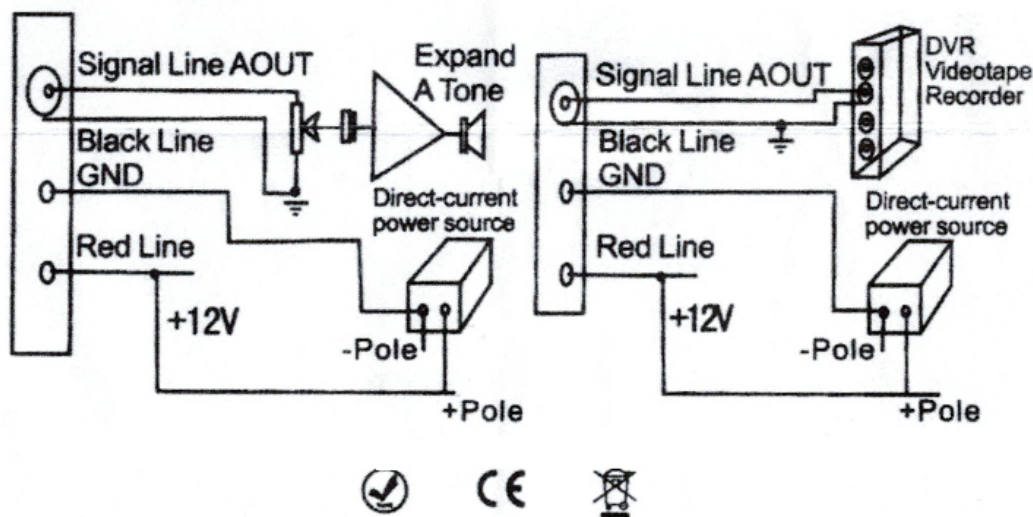 Signal Line AOUT
Expand
A Tone
Black Line
GND
Direct-current
power source
Red Line
+12V
-Pole
+Pole
Signal Line AOUT
DVR
Videotape
Recorder
Black Line
GND
Direct-current
power source
Red Line
+12V
-Pole
+Pole
CE